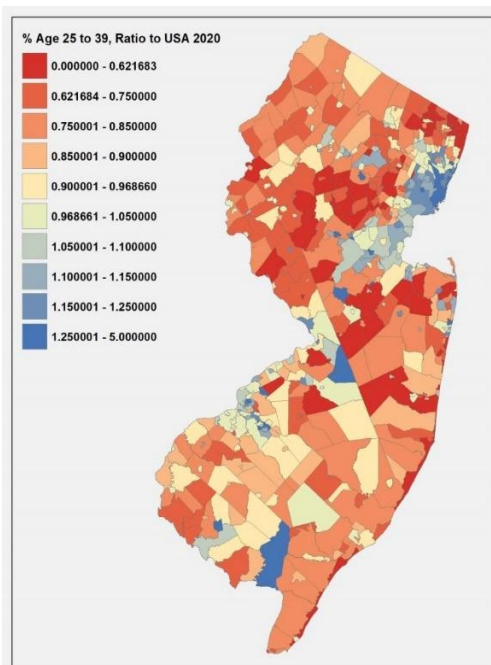 % Age 25 to 39, Ratio to USA 2020
0.000000 - 0.621683
0.621684 - 0.750000
0.750001 - 0.850000
0.850001 - 0.900000
0.900001 - 0.968660
0.968661 - 1.050000
1.050001 - 1.100000
1.100001 - 1.150000
1.150001 - 1.250000
1.250001 - 5.000000